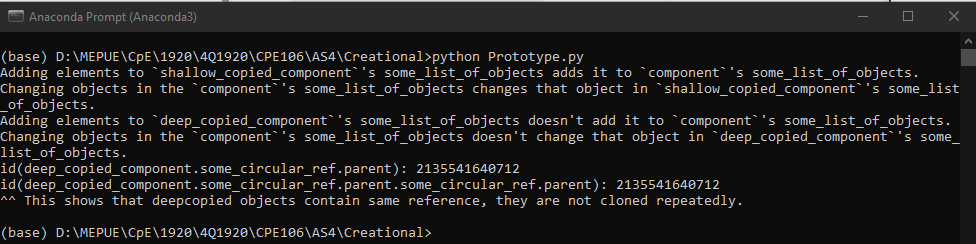 Anaconda Prompt (Anaconda3)
(base) D:\MEPUE\CpE\1920\4Q1920\CPE106\AS4\Creational>python Prototype.py
Adding elements to `shallow_copied_component`'s some_list_of_objects adds it to `component`'s some_list_of_objects.
Changing objects in the `component`'s some_list_of_objects changes that object in `shallow_copied_component`'s some_list
_of_objects.
Adding elements to `deep_copied_component`'s some_list_of_objects doesn't add it to `component`'s some_list_of_objects.
Changing objects in the `component`'s some_list_of_objects doesn't change that object in `deep_copied_component`'s some_
list_of_objects.
id(deep_copied_component.some_circular_ref.parent): 2135541640712
id(deep_copied_component.some_circular_ref.parent.some_circular_ref.parent): 2135541640712
^^ This shows that deepcopied objects contain same reference, they are not cloned repeatedly.
(base) D:\MEPUE\CpE\1920\4Q1920\CPE106\AS4\Creational>